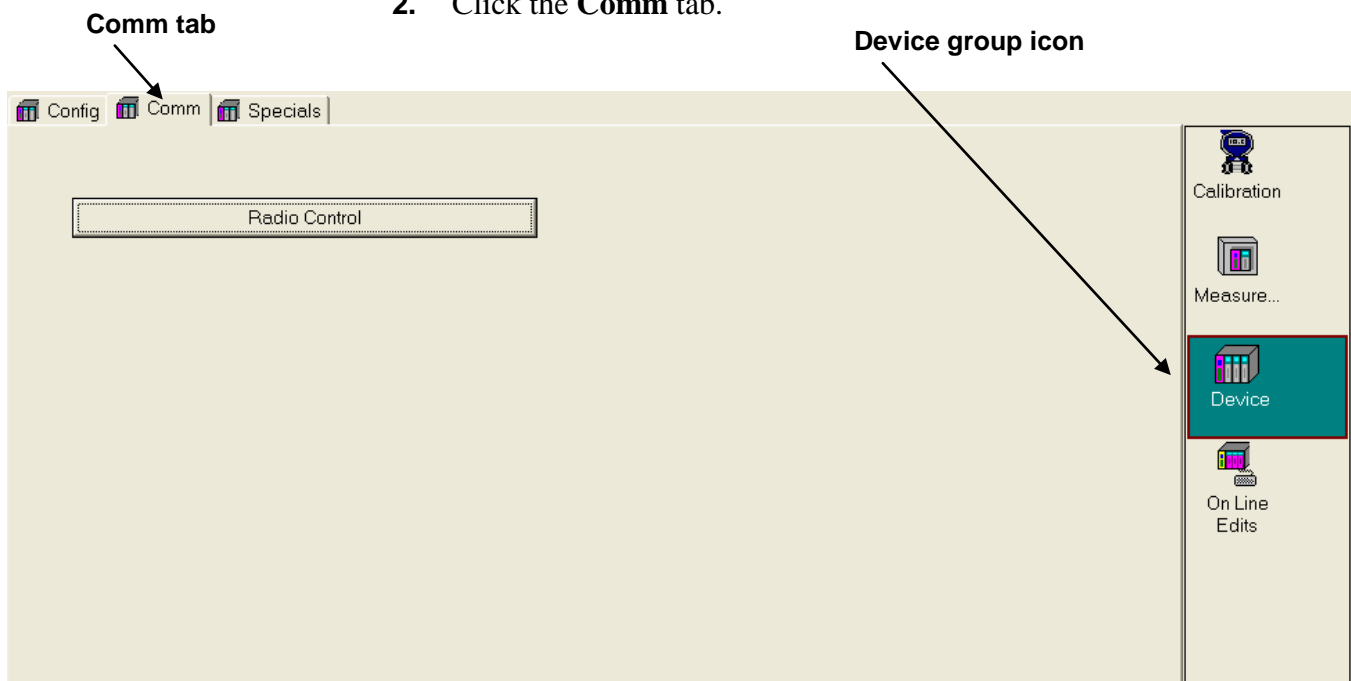 2. Click the Comm tab.
Comm tab
Device group icon
Config Comm Specials
Radio Control
Calibration
Measure...
Device
On Line
Edits